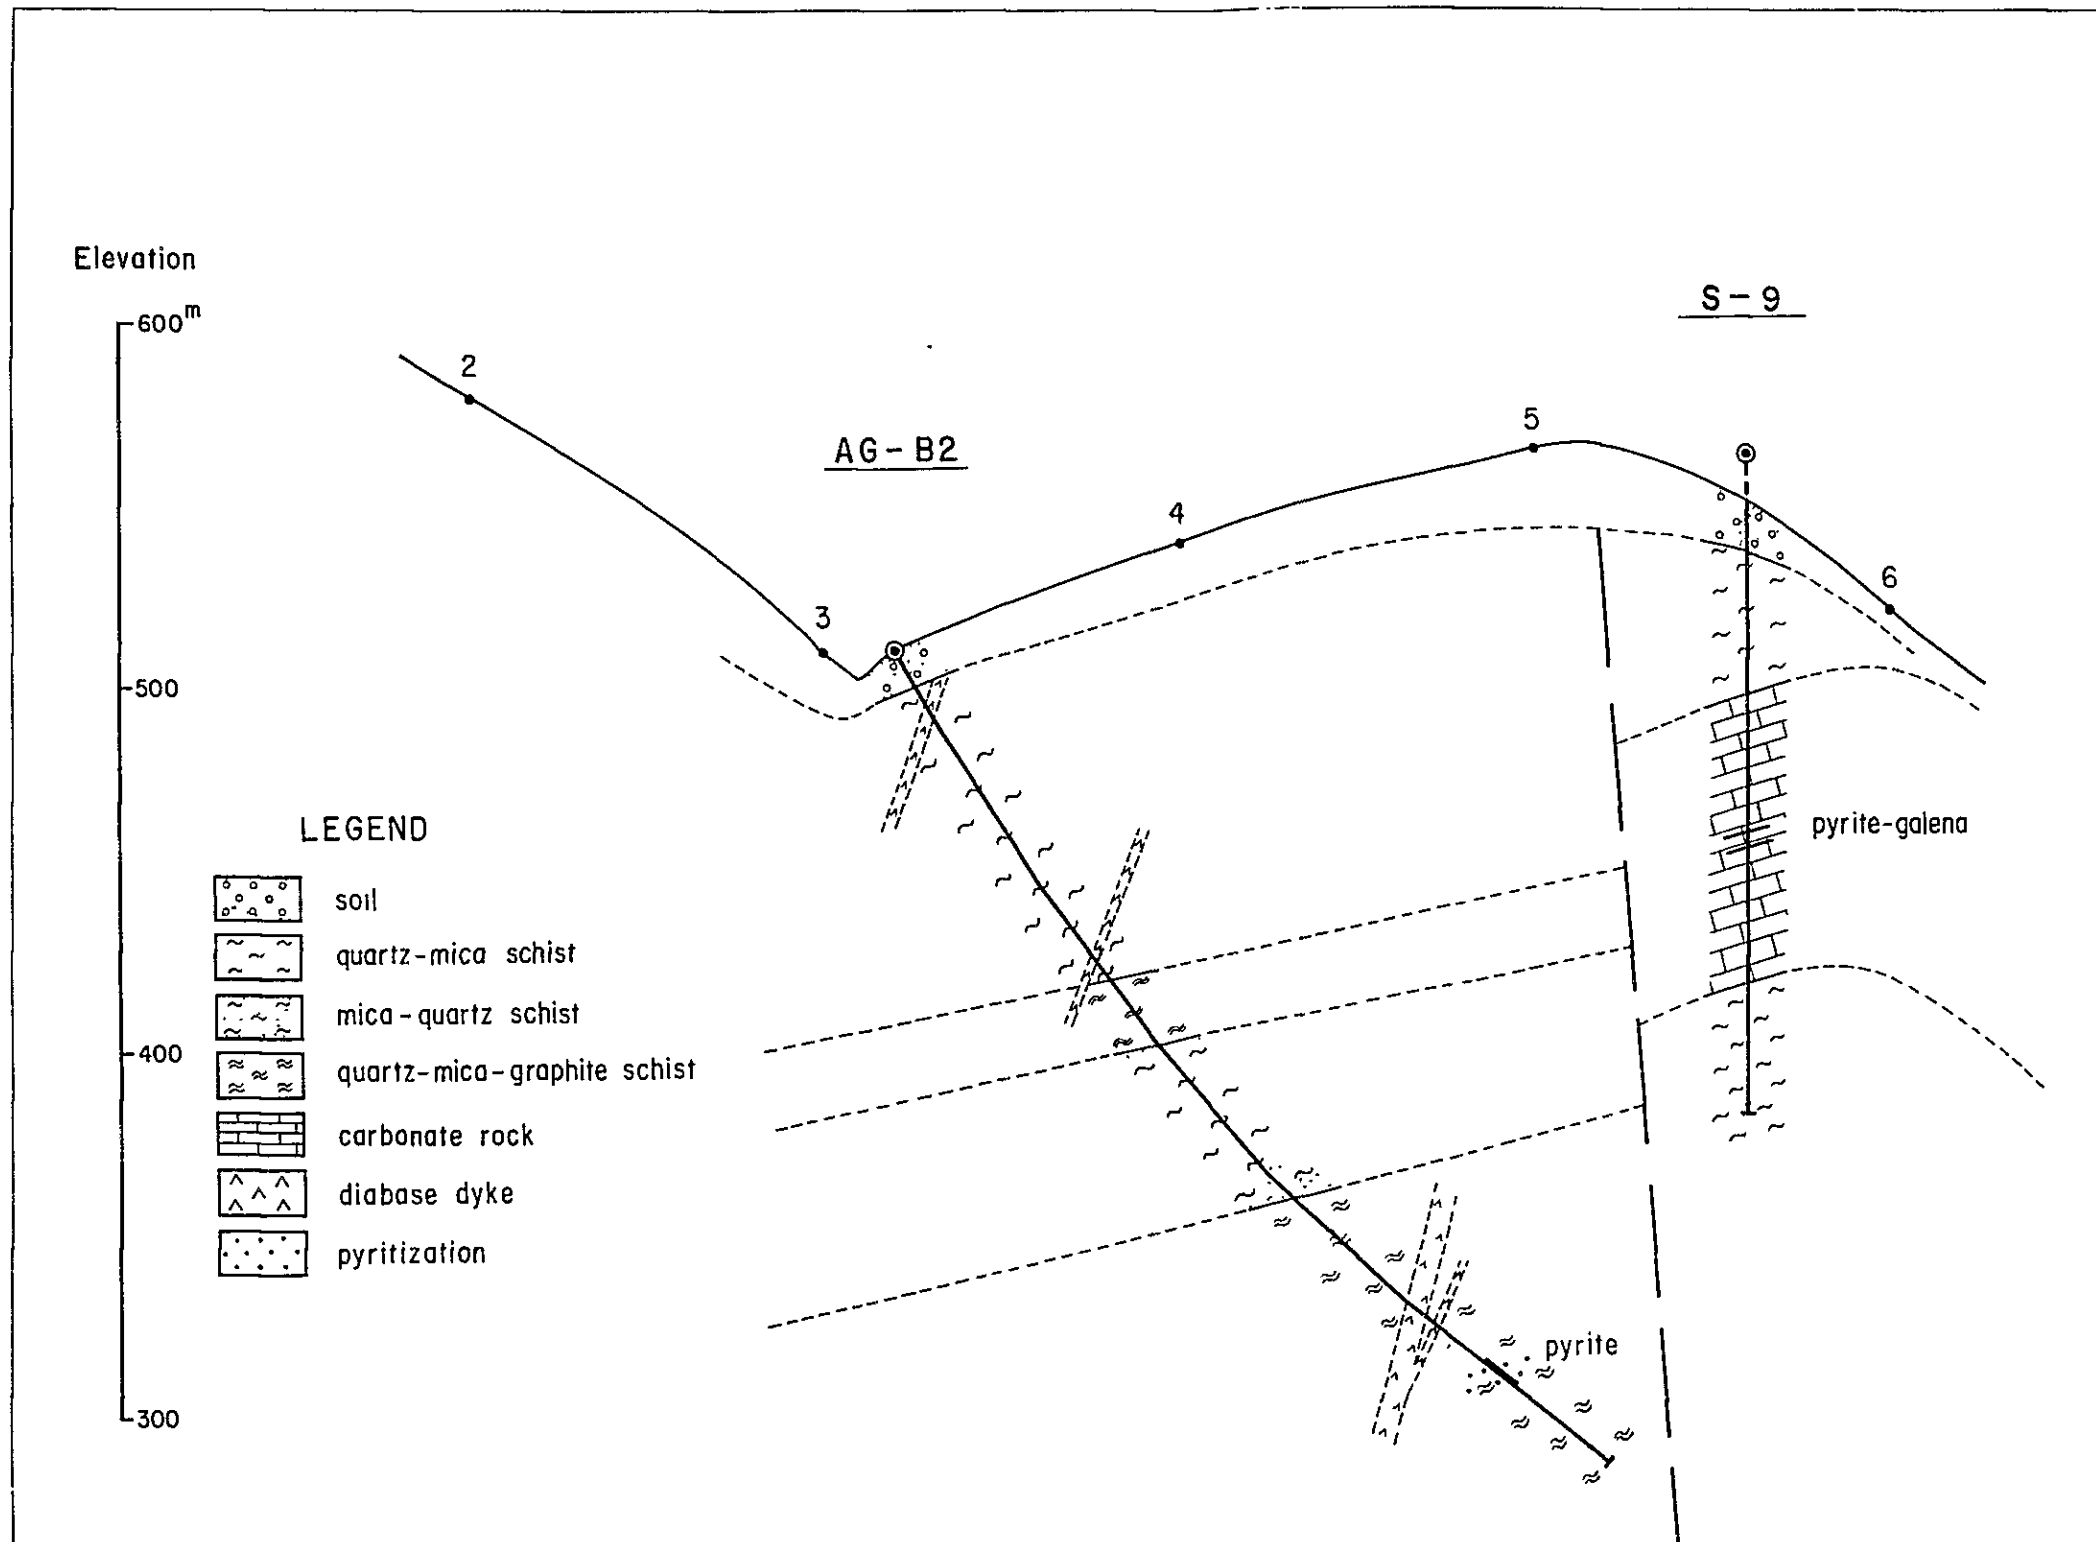 Elevation
600m
S-9
2
AG-B2
5
4
6
3
500
pyrite-galena
LEGEND
soil
quartz-mica schist
mica-quartz schist
400
quartz-mica-graphite schist
carbonate rock
diabase dyke
pyritization
pyrite
300